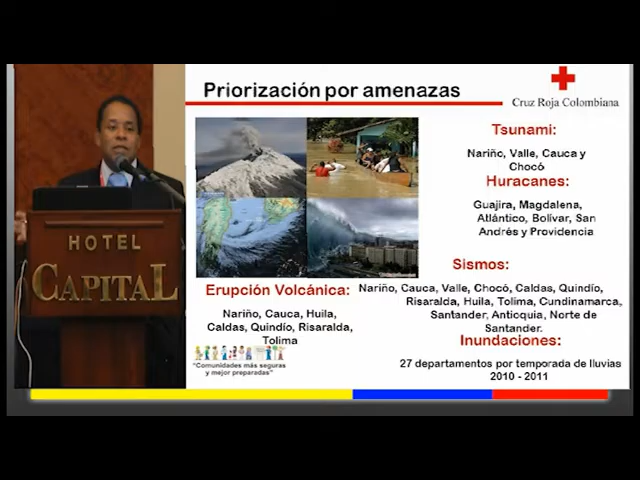 Priorización por amenazas
Cruz Roja Colombiana
Tsunami:
Nariño, Valle, Cauca y
Chocó
Huracanes:
Guajira, Magdalena,
Atlántico, Bolívar, San
Andrés y Providencia
Sismos:
Nariño, Cauca, Valle, Chocó, Caldas, Quindío,
Risaralda, Huila, Tolima, Cundinamarca,
Santander, Antioquia, Norte de
Santander.
Erupción Volcánica:
Nariño, Cauca, Huila,
Caldas, Quindío, Risaralda,
Tolima
Inundaciones:
27 departamentos por temporada de lluvias
2010 - 2011
"Comunidades más seguras
y mejor preparadas"
HOTEL
CAPITAL